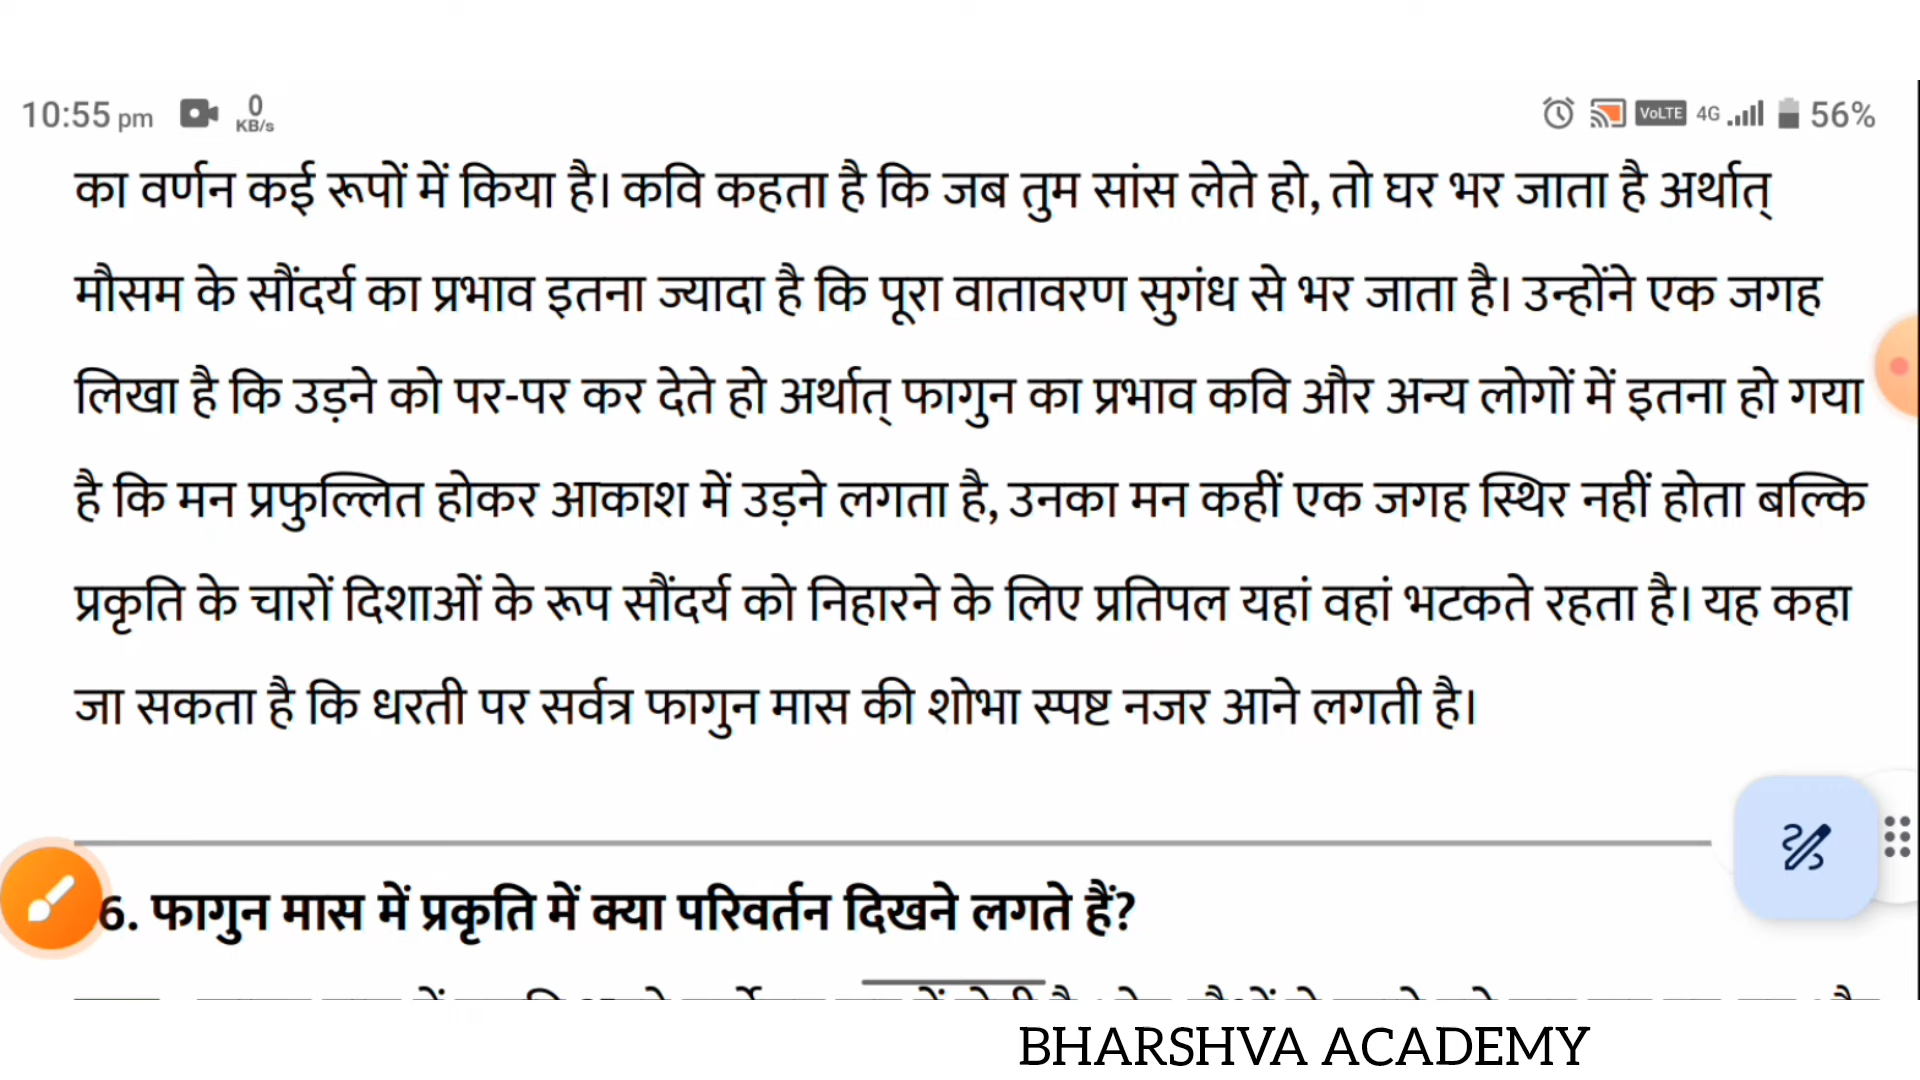 10:55 pm 0 KB/s VoLTE 4G 56%
का वर्णन कई रूपों में किया है। कवि कहता है कि जब तुम सांस लेते हो, तो घर भर जाता है अर्थात्
मौसम के सौंदर्य का प्रभाव इतना ज्यादा है कि पूरा वातावरण सुगंध से भर जाता है। उन्होंने एक जगह
लिखा है कि उड़ने को पर-पर कर देते हो अर्थात् फागुन का प्रभाव कवि और अन्य लोगों में इतना हो गया
है कि मन प्रफुल्लित होकर आकाश में उड़ने लगता है, उनका मन कहीं एक जगह स्थिर नहीं होता बल्कि
प्रकृति के चारों दिशाओं के रूप सौंदर्य को निहारने के लिए प्रतिपल यहां वहां भटकते रहता है। यह कहा
जा सकता है कि धरती पर सर्वत्र फागुन मास की शोभा स्पष्ट नजर आने लगती है।
6. फागुन मास में प्रकृति में क्या परिवर्तन दिखने लगते हैं?
BHARSHVA ACADEMY